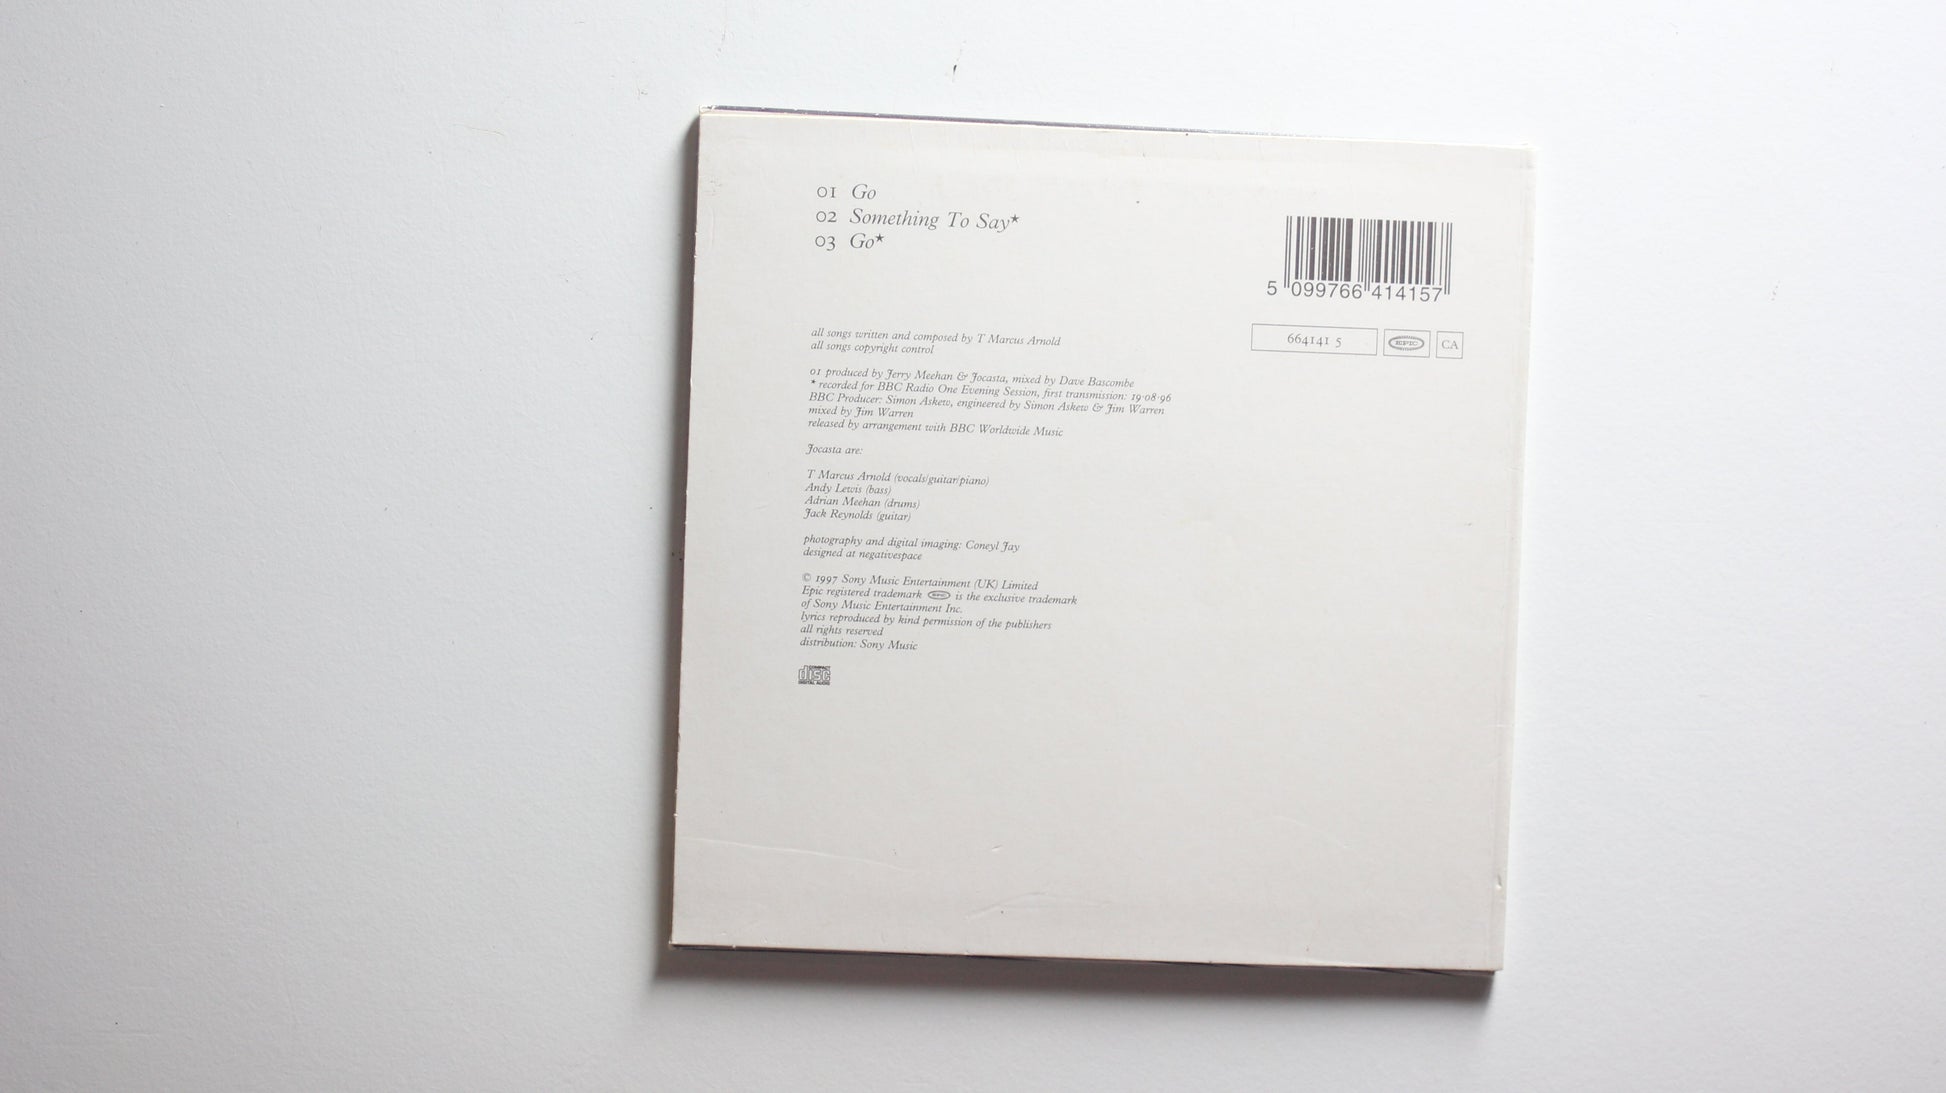 01 Go
02 Something To Say*
03 Go*
5 099766 414157
664141 5
EPIC
CA
all songs written and composed by T Marcus Arnold
all songs copyright control
01 produced by Jerry Meehan & Jocasta, mixed by Dave Bascombe
* recorded for BBC Radio One Evening Session, first transmission: 19·08·96
BBC Producer: Simon Askew, engineered by Simon Askew & Jim Warren
mixed by Jim Warren
released by arrangement with BBC Worldwide Music
Jocasta are:
T Marcus Arnold (vocals/guitar/piano)
Andy Lewis (bass)
Adrian Meehan (drums)
Jack Reynolds (guitar)
photography and digital imaging: Coneyl Jay
designed at negativespace
© 1997 Sony Music Entertainment (UK) Limited
Epic registered trademark EPIC is the exclusive trademark
of Sony Music Entertainment Inc.
lyrics reproduced by kind permission of the publishers
all rights reserved
distribution: Sony Music
COMPACT
disc
DIGITAL AUDIO